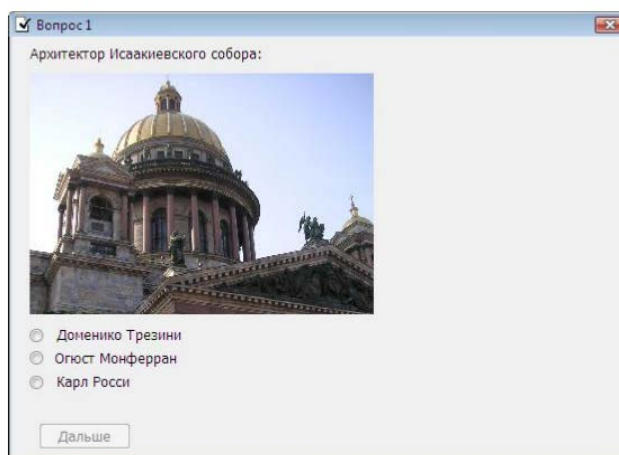 Вопрос 1
Архитектор Исаакиевского собора:
Доменико Трезини
Огюст Монферран
Карл Росси
Дальше